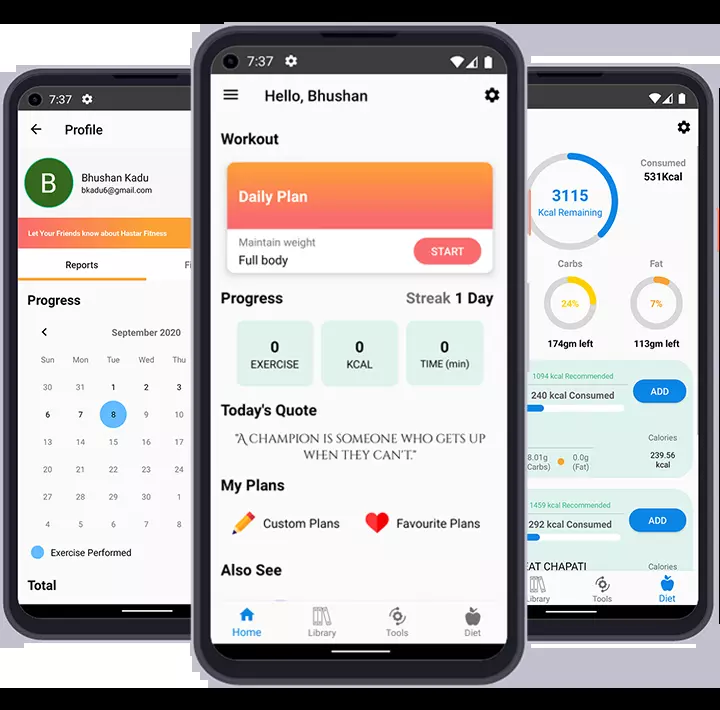 7:37
Profile
B
Bhushan Kadu
bkadu6@gmail.com
Let Your Friends know about Hastar Fitness
Reports
Fi
Progress
September 2020
Sun Mon Tue Wed Thu
30 31 1 2 3
6 7 8 9 10
13 14 15 16 17
20 21 22 23 24
27 28 29 30 1
4 5 6 7 8
Exercise Performed
Total
7:37
Hello, Bhushan
Workout
Daily Plan
Maintain weight
Full body
START
Progress
Streak 1 Day
0 0 0
EXERCISE KCAL TIME (min)
Today's Quote
"A CHAMPION IS SOMEONE WHO GETS UP
WHEN THEY CAN'T."
My Plans
Custom Plans
Favourite Plans
Also See
Home Library Tools Diet
3115
Kcal Remaining
Consumed
531Kcal
Carbs Fat
24% 7%
174gm left 113gm left
1094 kcal Recommended
240 kcal Consumed
ADD
Calories
8.01g 0.0g
Carbs) (Fat)
239.56
kcal
1459 kcal Recommended
292 kcal Consumed
ADD
EAT CHAPATI
Calories
Library Tools Diet